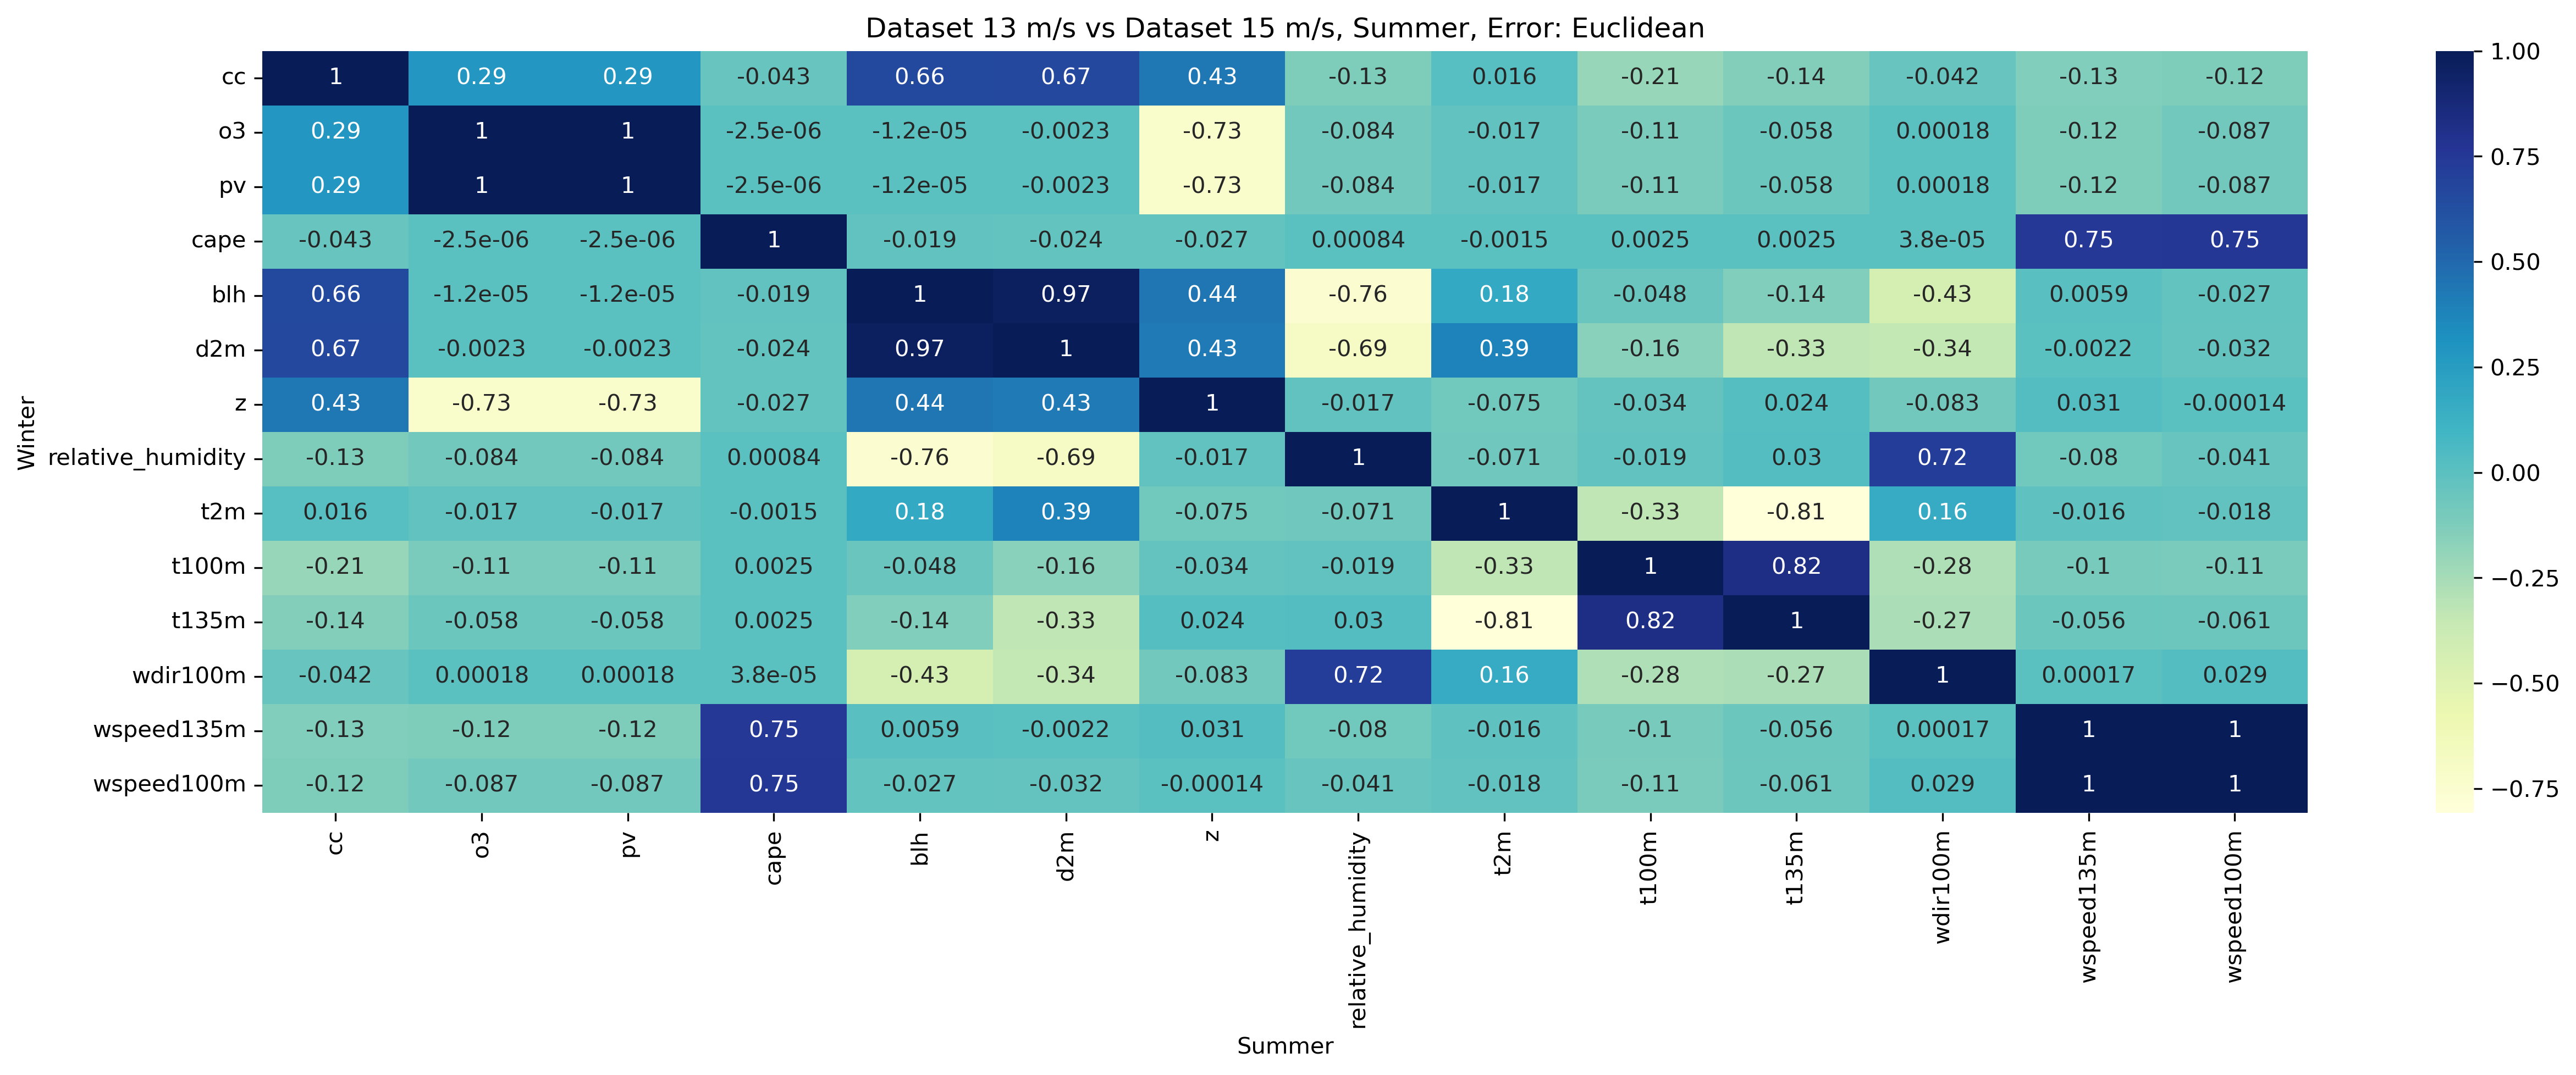 Dataset 13 m/s vs Dataset 15 m/s, Summer, Error: Euclidean
cc 1 0.29 0.29 -0.043 0.66 0.67 0.43 -0.13 0.016 -0.21 -0.14 -0.042 -0.13 -0.12
o3 0.29 1 1 -2.5e-06 -1.2e-05 -0.0023 -0.73 -0.084 -0.017 -0.11 -0.058 0.00018 -0.12 -0.087
pv 0.29 1 1 -2.5e-06 -1.2e-05 -0.0023 -0.73 -0.084 -0.017 -0.11 -0.058 0.00018 -0.12 -0.087
cape -0.043 -2.5e-06 -2.5e-06 1 -0.019 -0.024 -0.027 0.00084 -0.0015 0.0025 0.0025 3.8e-05 0.75 0.75
blh 0.66 -1.2e-05 -1.2e-05 -0.019 1 0.97 0.44 -0.76 0.18 -0.048 -0.14 -0.43 0.0059 -0.027
d2m 0.67 -0.0023 -0.0023 -0.024 0.97 1 0.43 -0.69 0.39 -0.16 -0.33 -0.34 -0.0022 -0.032
z 0.43 -0.73 -0.73 -0.027 0.44 0.43 1 -0.017 -0.075 -0.034 0.024 -0.083 0.031 -0.00014
relative_humidity -0.13 -0.084 -0.084 0.00084 -0.76 -0.69 -0.017 1 -0.071 -0.019 0.03 0.72 -0.08 -0.041
t2m 0.016 -0.017 -0.017 -0.0015 0.18 0.39 -0.075 -0.071 1 -0.33 -0.81 0.16 -0.016 -0.018
t100m -0.21 -0.11 -0.11 0.0025 -0.048 -0.16 -0.034 -0.019 -0.33 1 0.82 -0.28 -0.1 -0.11
t135m -0.14 -0.058 -0.058 0.0025 -0.14 -0.33 0.024 0.03 -0.81 0.82 1 -0.27 -0.056 -0.061
wdir100m -0.042 0.00018 0.00018 3.8e-05 -0.43 -0.34 -0.083 0.72 0.16 -0.28 -0.27 1 0.00017 0.029
wspeed135m -0.13 -0.12 -0.12 0.75 0.0059 -0.0022 0.031 -0.08 -0.016 -0.1 -0.056 0.00017 1 1
wspeed100m -0.12 -0.087 -0.087 0.75 -0.027 -0.032 -0.00014 -0.041 -0.018 -0.11 -0.061 0.029 1 1
Winter
cc o3 pv cape blh d2m z relative_humidity t2m t100m t135m wdir100m wspeed135m wspeed100m
Summer
1.00
0.75
0.50
0.25
0.00
−0.25
−0.50
−0.75